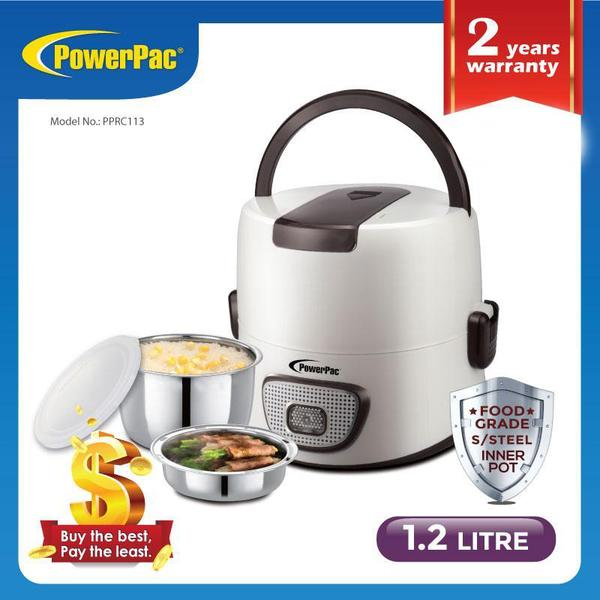 PowerPac®
2 years
warranty
Model No.: PPRC113
PowerPac
★FOOD★
GRADE
S/STEEL
INNER
POT
$
Buy the best,
Pay the least.
1.2 LITRE